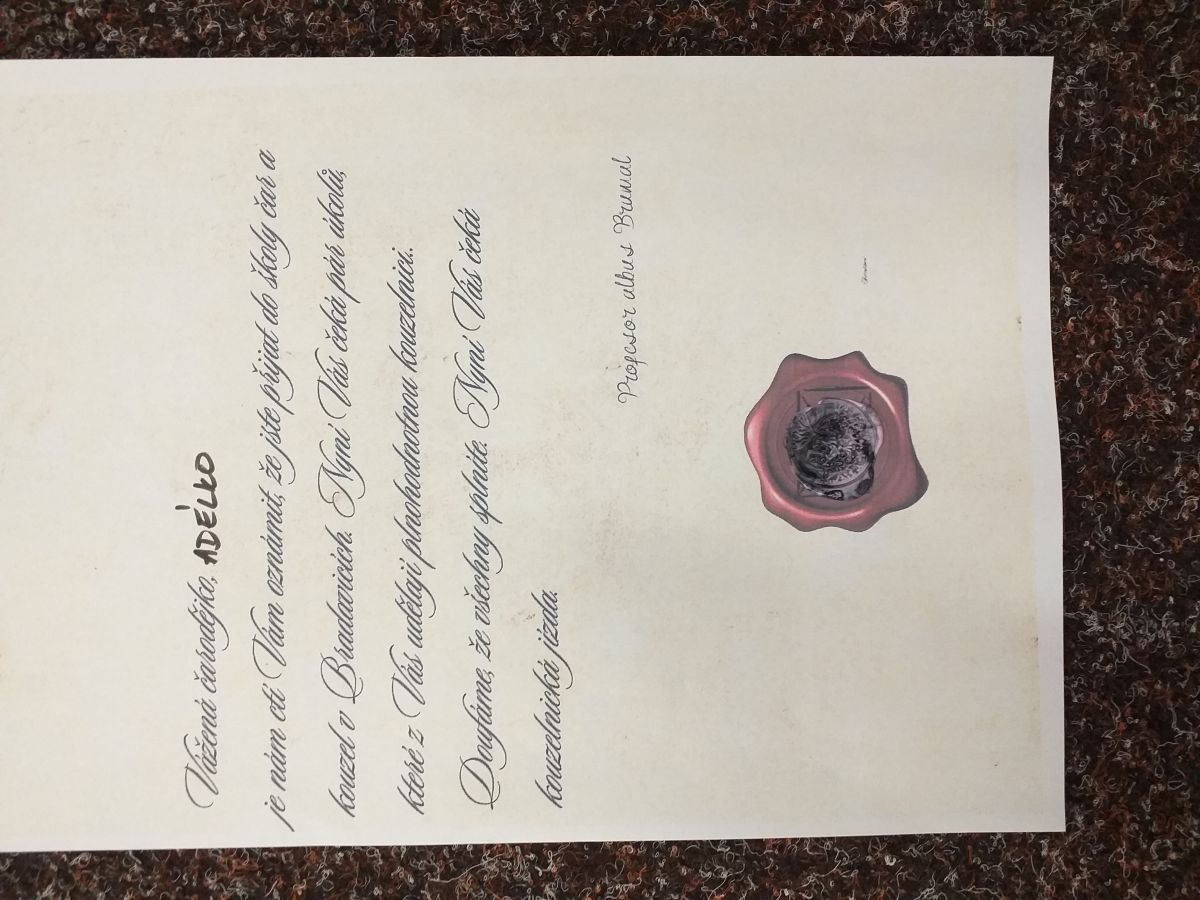 Vážená čarodějko, ADÉLKO
je nám ctí Vám oznámit, že jste přijat do školy čar a
kouzel v Bradavicích. Nyní Vás čeká pár úkolů,
které z Vás udělají plnohodnotnou kouzelnici.
Doufáme, že všechny splníte. Nyní Vás čeká
kouzelnická jízda.
Profesor albus Brumal